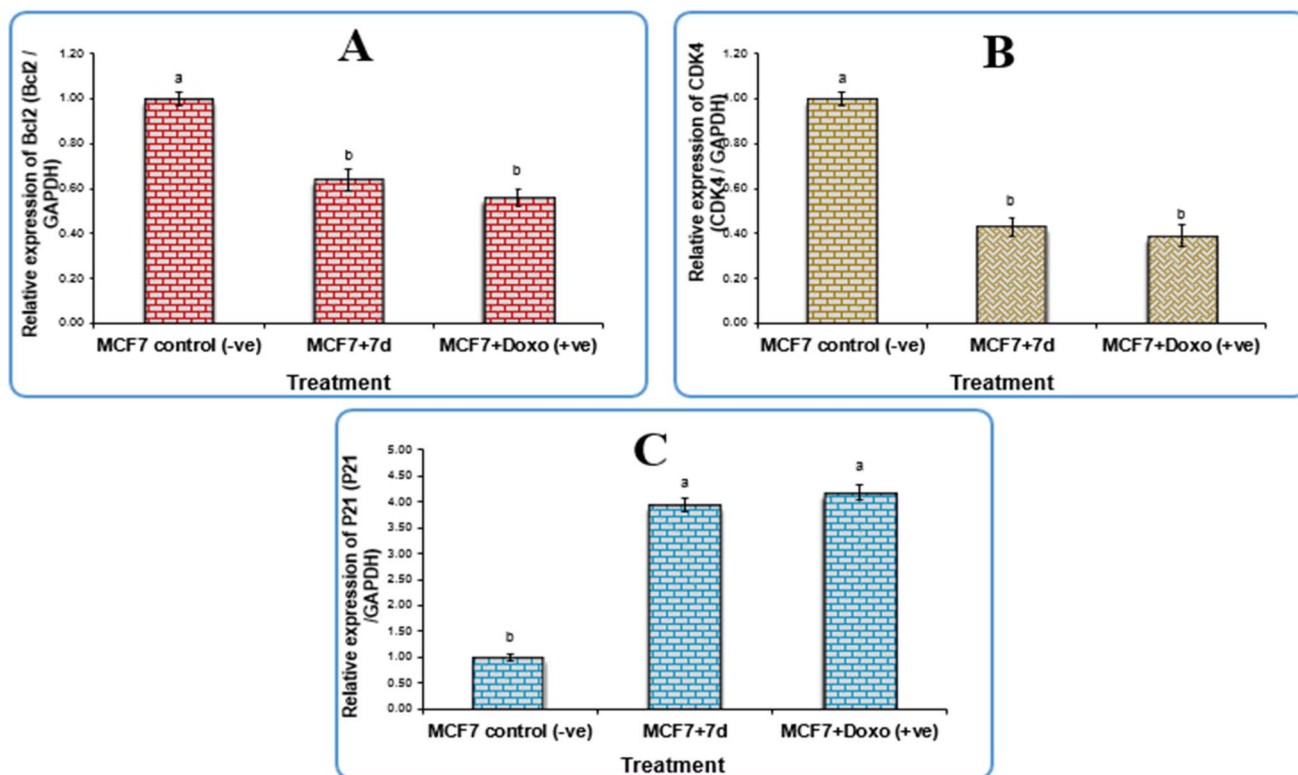 A
Relative expression of Bcl2 (Bcl2 /
GAPDH)
1.20
1.00
0.80
0.60
0.40
0.20
0.00
a
b
b
MCF7 control (-ve)
MCF7+7d
MCF7+Doxo (+ve)
Treatment
B
Relative expression of CDK4
(CDK4 / GAPDH)
1.20
1.00
0.80
0.60
0.40
0.20
0.00
a
b
b
MCF7 control (-ve)
MCF7+7d
MCF7+Doxo (+ve)
Treatment
C
Relative expression of P21 (P21
/GAPDH)
5.00
4.50
4.00
3.50
3.00
2.50
2.00
1.50
1.00
0.50
0.00
b
a
a
MCF7 control (-ve)
MCF7+7d
MCF7+Doxo (+ve)
Treatment